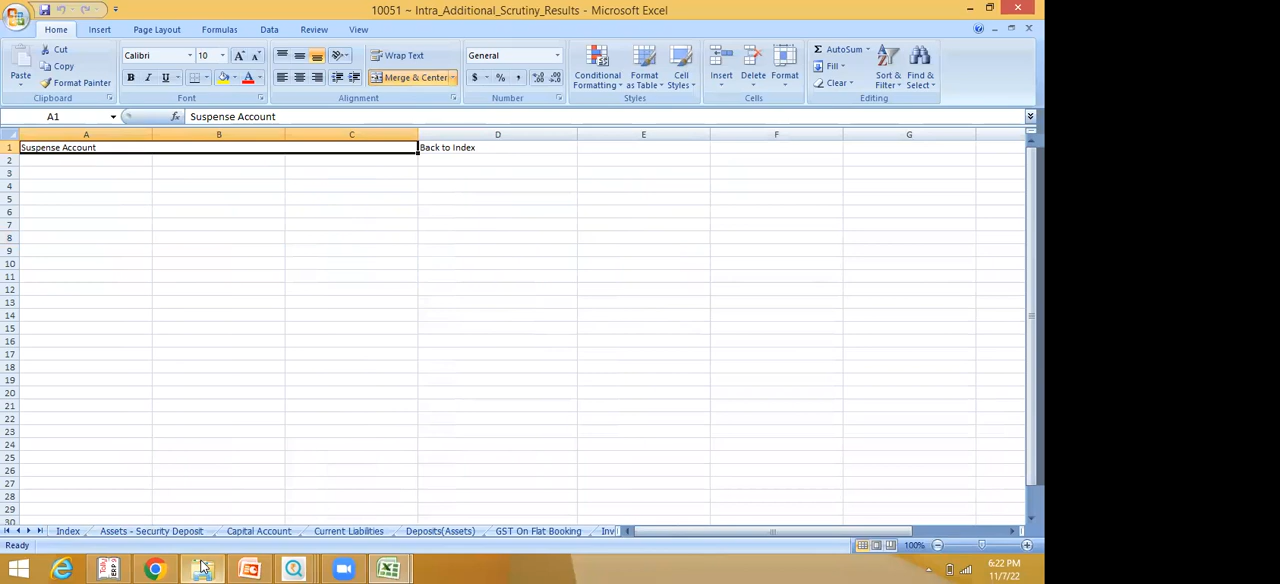 10051 ~ Intra_Additional_Scrutiny_Results - Microsoft Excel
Home Insert Page Layout Formulas Data Review View
Paste
Cut
Copy
Format Painter
Clipboard
Calibri 10
B I U
Font
Wrap Text
Merge & Center
Alignment
General
$ % ,
Number
Conditional Formatting
Format as Table
Cell Styles
Styles
Insert Delete Format
Cells
AutoSum
Fill
Clear
Sort & Filter
Find & Select
Editing
A1 fx Suspense Account
A B C D E F G
1 Suspense Account Back to Index
2
3
4
5
6
7
8
9
10
11
12
13
14
15
16
17
18
19
20
21
22
23
24
25
26
27
28
29
30
Index Assets - Security Deposit Capital Account Current Liabilities Deposits(Assets) GST On Flat Booking Inv
Ready 100%
6:22 PM
11/7/22